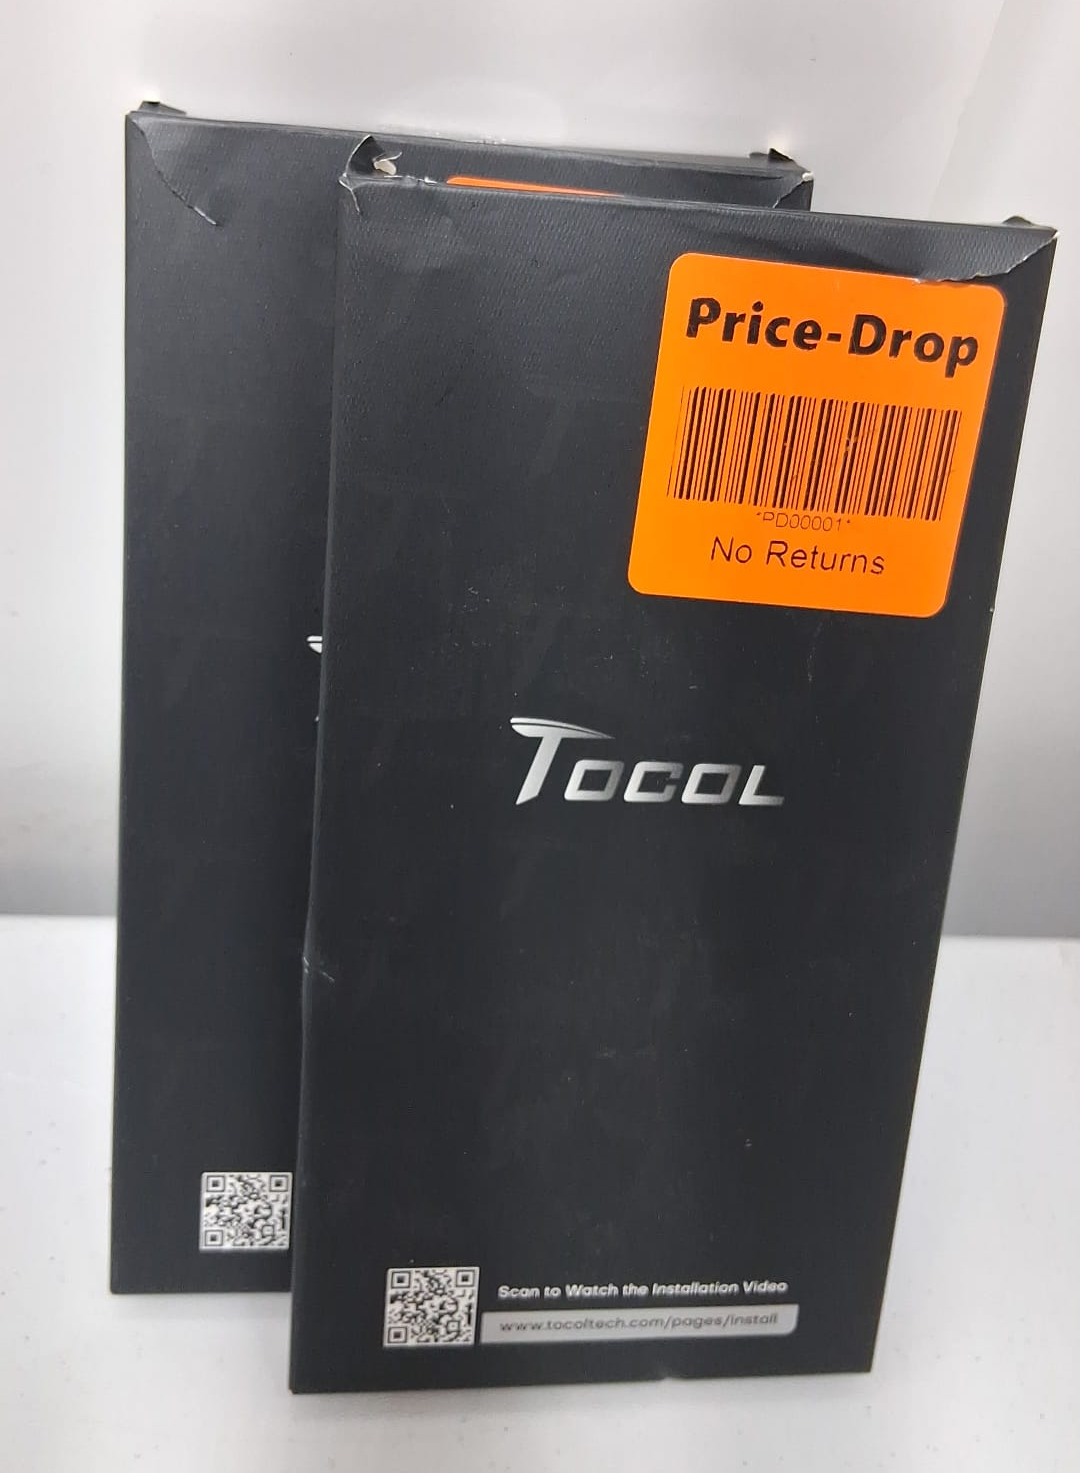 Price-Drop
*PD00001*
No Returns
TOCOL
Scan to Watch the Installation Video
www.tocoltech.com/pages/install